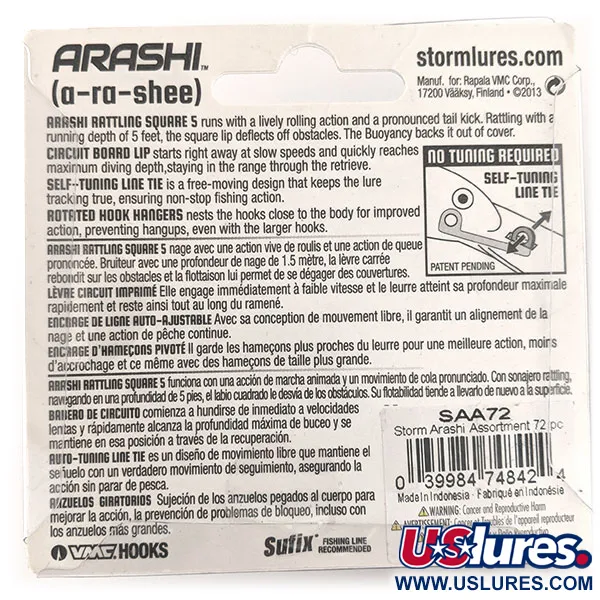 ARASHI™
(a-ra-shee)
stormlures.com
Manuf. for: Rapala VMC Corp.,
17200 Vääksy, Finland • ©2013
ARASHI RATTLING SQUARE 5 runs with a lively rolling action and a pronounced tail kick. Rattling with a
running depth of 5 feet, the square lip deflects off obstacles. The Buoyancy backs it out of cover.
CIRCUIT BOARD LIP starts right away at slow speeds and quickly reaches
maximum diving depth,staying in the range through the retrieve.
SELF-TUNING LINE TIE is a free-moving design that keeps the lure
tracking true, ensuring non-stop fishing action.
ROTATED HOOK HANGERS nests the hooks close to the body for improved
action, preventing hangups, even with the larger hooks.
NO TUNING REQUIRED
SELF-TUNING
LINE TIE
PATENT PENDING
ARASHI RATTLING SQUARE 5 nage avec une action vive de roulis et une action de queue
prononcée. Bruiteur avec une profondeur de nage de 1.5 mètre, la lèvre carrée
rebondit sur les obstacles et la flottaison lui permet de se dégager des couvertures.
LÈVRE CIRCUIT IMPRIMÉ Elle engage immédiatement à faible vitesse et le leurre atteint sa profondeur maximale
rapidement et reste ainsi tout au long du ramené.
ENCRAGE DE LIGNE AUTO-AJUSTABLE Avec sa conception de mouvement libre, il garantit un alignement de la
nage et une action de pêche continue.
ENCRAGE D'HAMEÇONS PIVOTÉ Il garde les hameçons plus proches du leurre pour une meilleure action, moins
d'accrochage et ce même avec des hameçons de taille plus grande.
ARASHI RATTLING SQUARE 5 funciona con una acción de marcha animada y un movimiento de cola pronunciado. Con sonajero rattling,
navegando en una profundidad de 5 pies, el labio cuadrado le desvía de los obstáculos. Su flotabilidad tiende a llevarlo de nuevo a la superficie.
BAJERO DE CIRCUITO comienza a hundirse de inmediato a velocidades
lentas y rápidamente alcanza la profundidad máxima de buceo y se
mantiene en esa posición a través de la recuperación.
AUTO-TUNING LINE TIE es un diseño de movimiento libre que mantiene el
señuelo con un verdadero movimiento de seguimiento, asegurando la
acción sin parar de pesca.
ANZUELOS GIRATORIOS Sujeción de los anzuelos pegados al cuerpo para
mejorar la acción, la prevención de problemas de bloqueo, incluso con
los anzuelos más grandes.
SAA72
Storm Arashi Assortment 72 pc
0 39984 74842 4
Made in Indonesia - Fabriqué en Indonésie
WARNING: Cancer and Reproductive Harm
AVERTISSEMENT: Cancer et Troubles de l'appareil reproducteur
VMC HOOKS
Sufix FISHING LINE
RECOMMENDED
USlures.
WWW.USLURES.COM